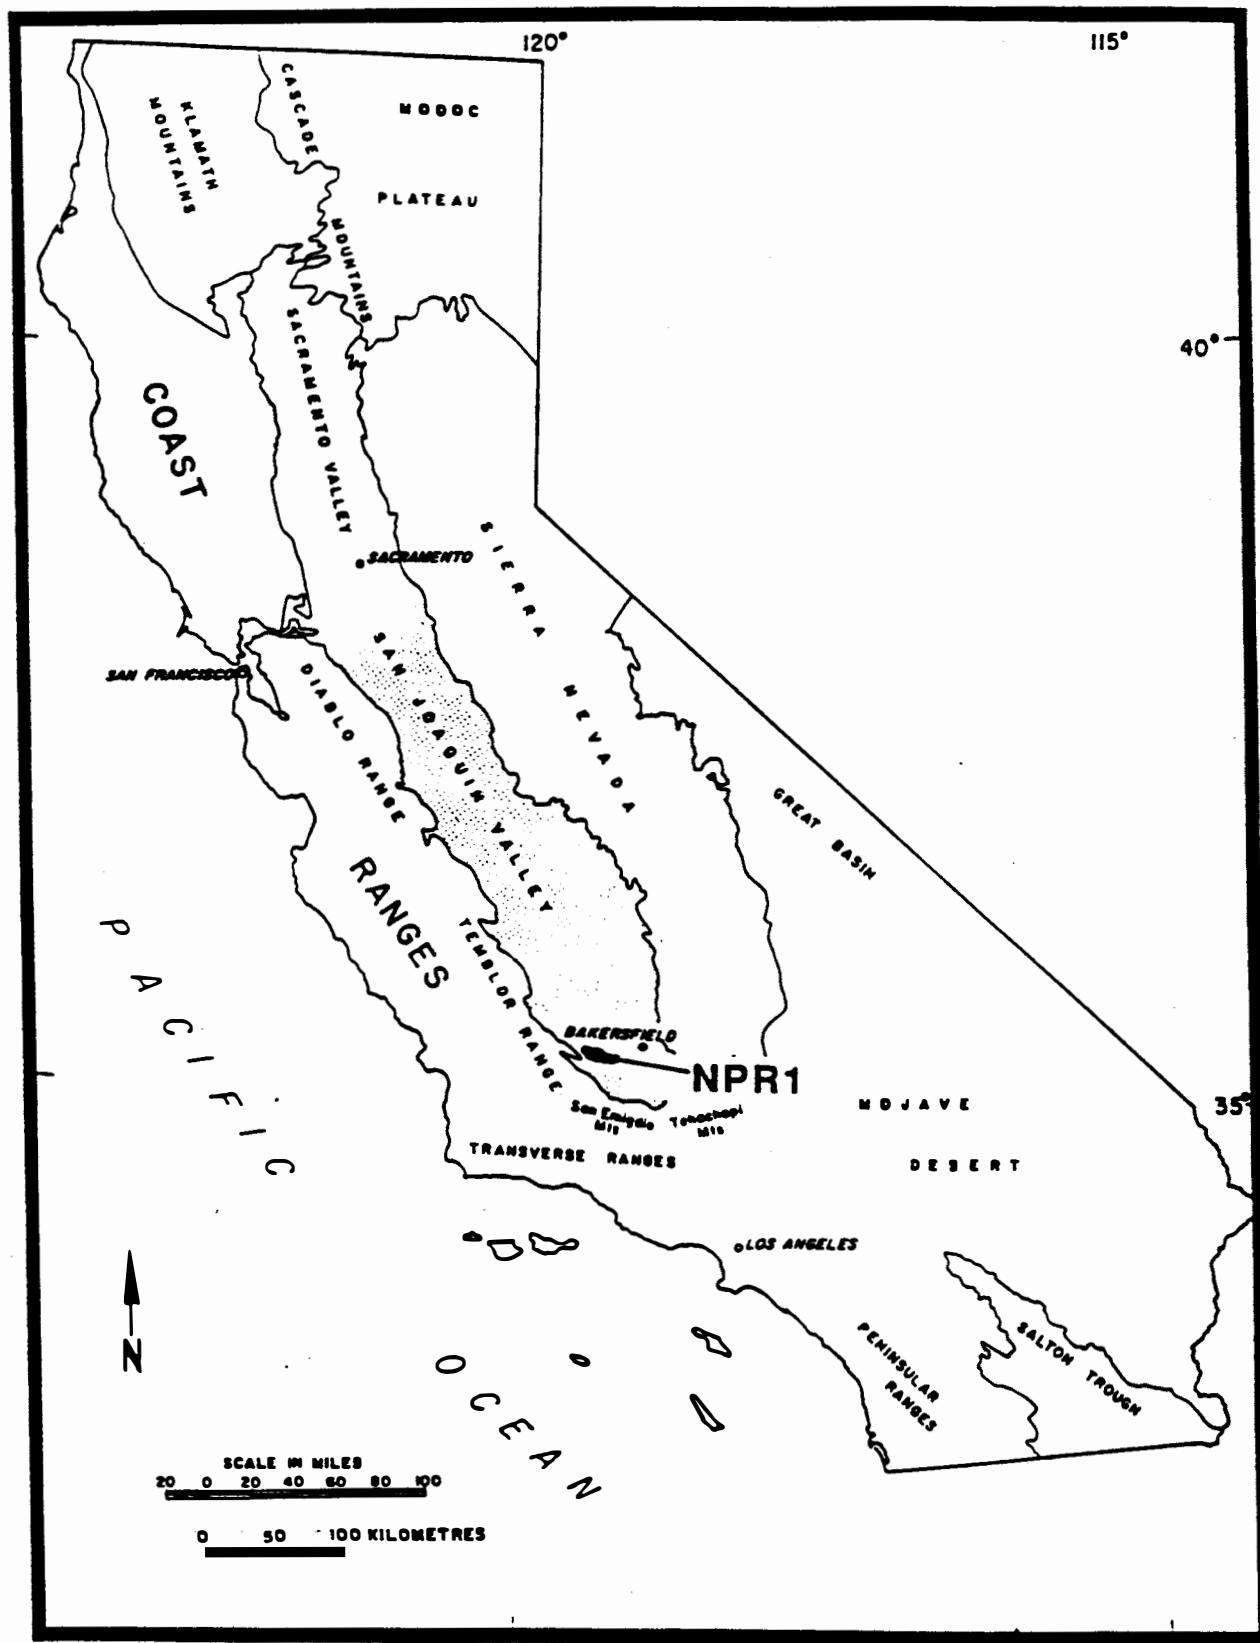 120°
115°
CASCADE
MOUNTAINS
MODOC
PLATEAU
KLAMATH
MOUNTAINS
40°
SACRAMENTO VALLEY
COAST
RANGES
SACRAMENTO
SIERRA
NEVADA
SAN JOAQUIN VALLEY
SAN FRANCISCO
DIABLO RANGE
GREAT BASIN
TEMBLOR RANGE
BAKERSFIELD
NPR1
35°
MOJAVE
DESERT
San Emigdio
Mts
Tehachapi
Mts
TRANSVERSE RANGES
LOS ANGELES
PACIFIC
OCEAN
PENINSULAR
RANGES
SALTON TROUGH
N
SCALE IN MILES
20 0 20 40 60 80 100
0 50 100 KILOMETRES